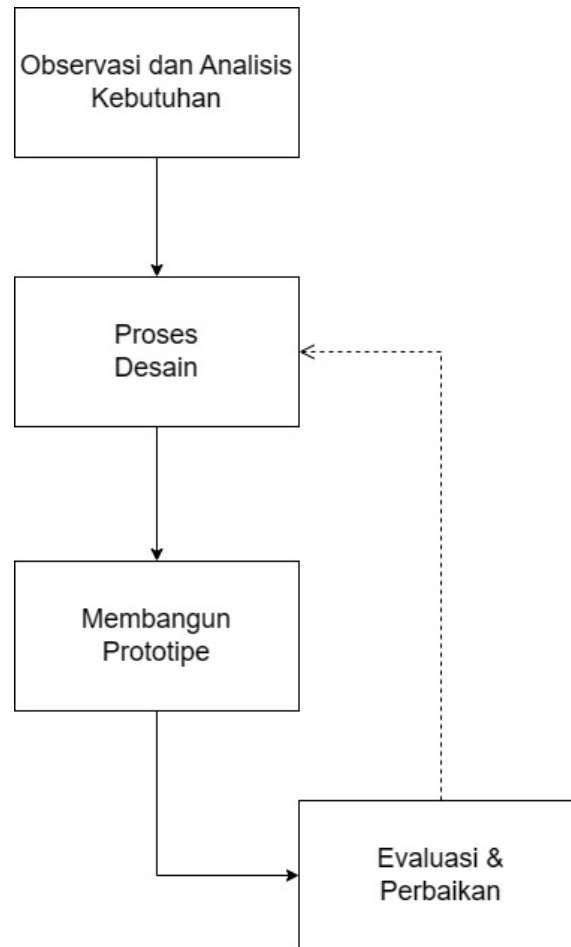 Observasi dan Analisis
Kebutuhan
Proses
Desain
Membangun
Prototipe
Evaluasi &
Perbaikan